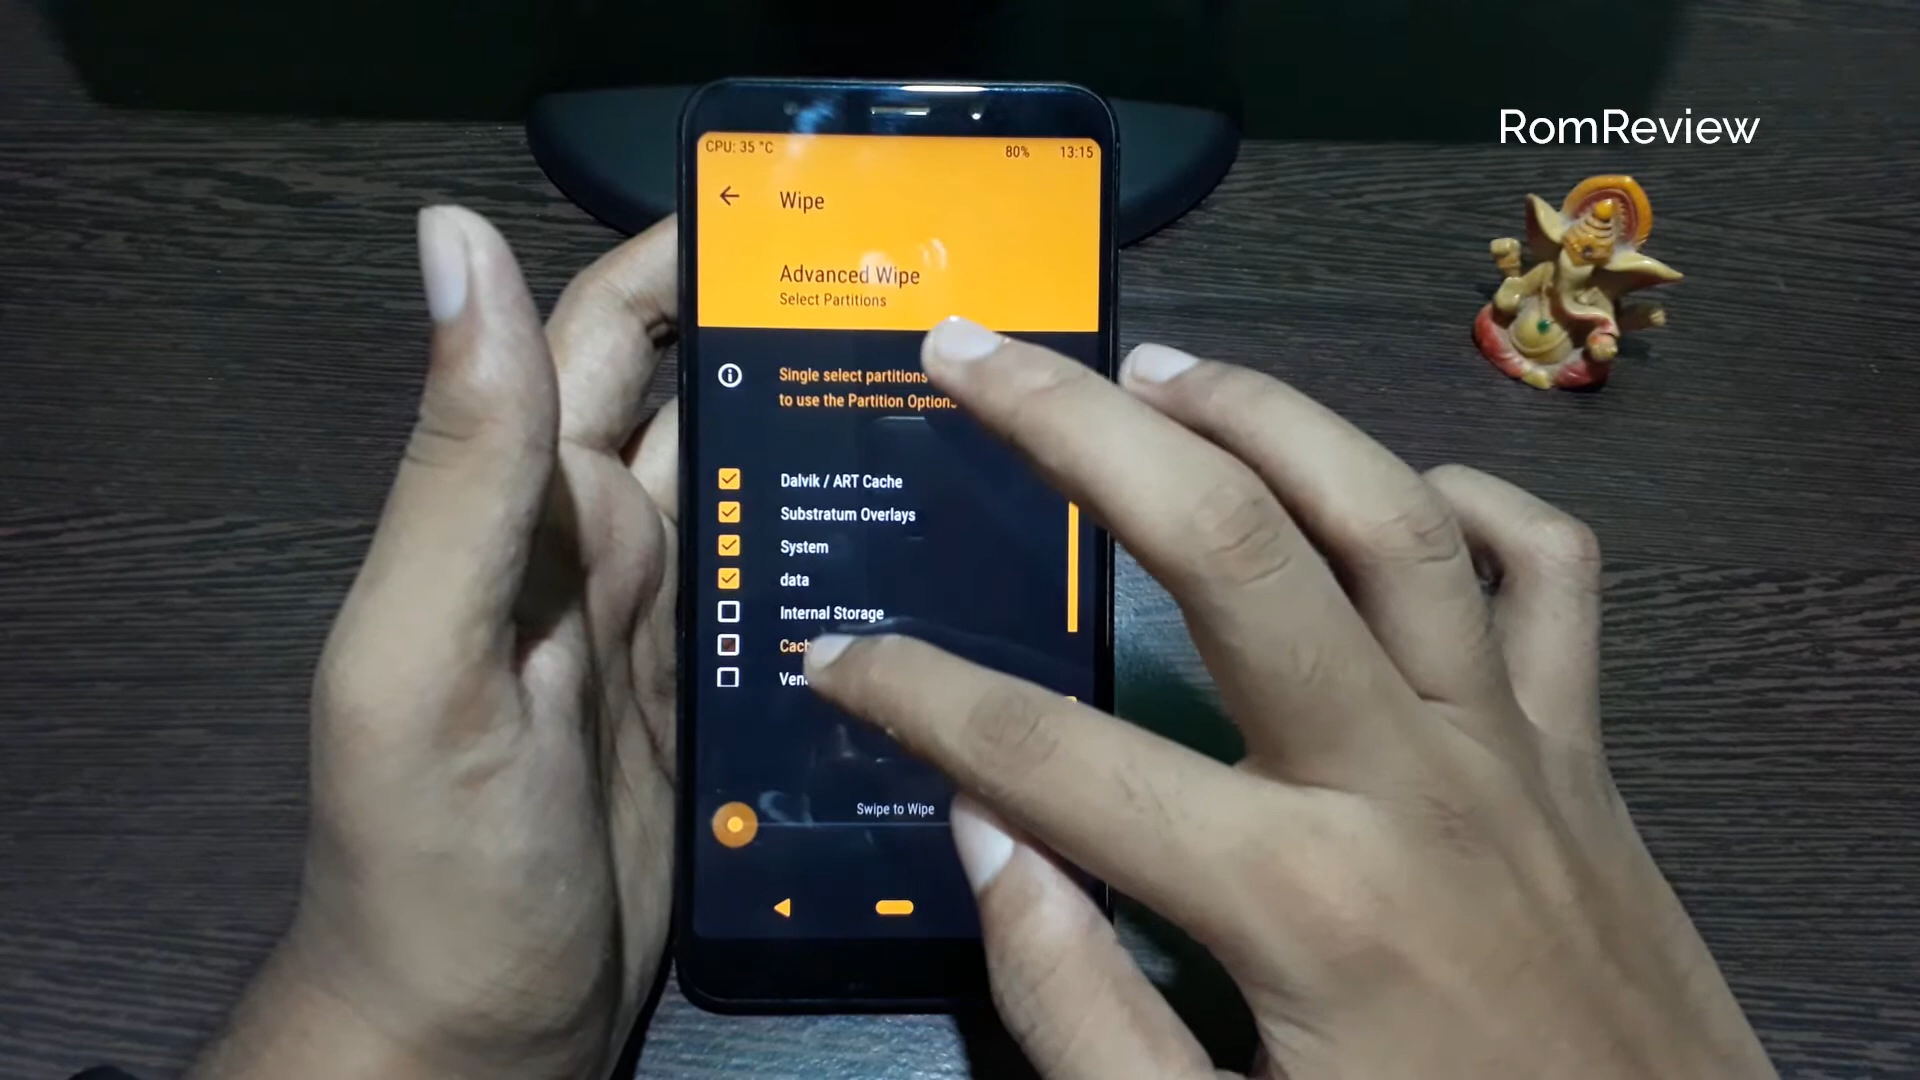 RomReview
CPU: 35 °C
80%
13:15
Wipe
Advanced Wipe
Select Partitions
Single select partitions
to use the Partition
Dalvik / ART Cache
Substratum Overlays
System
data
Internal Storage
Swipe to Wipe